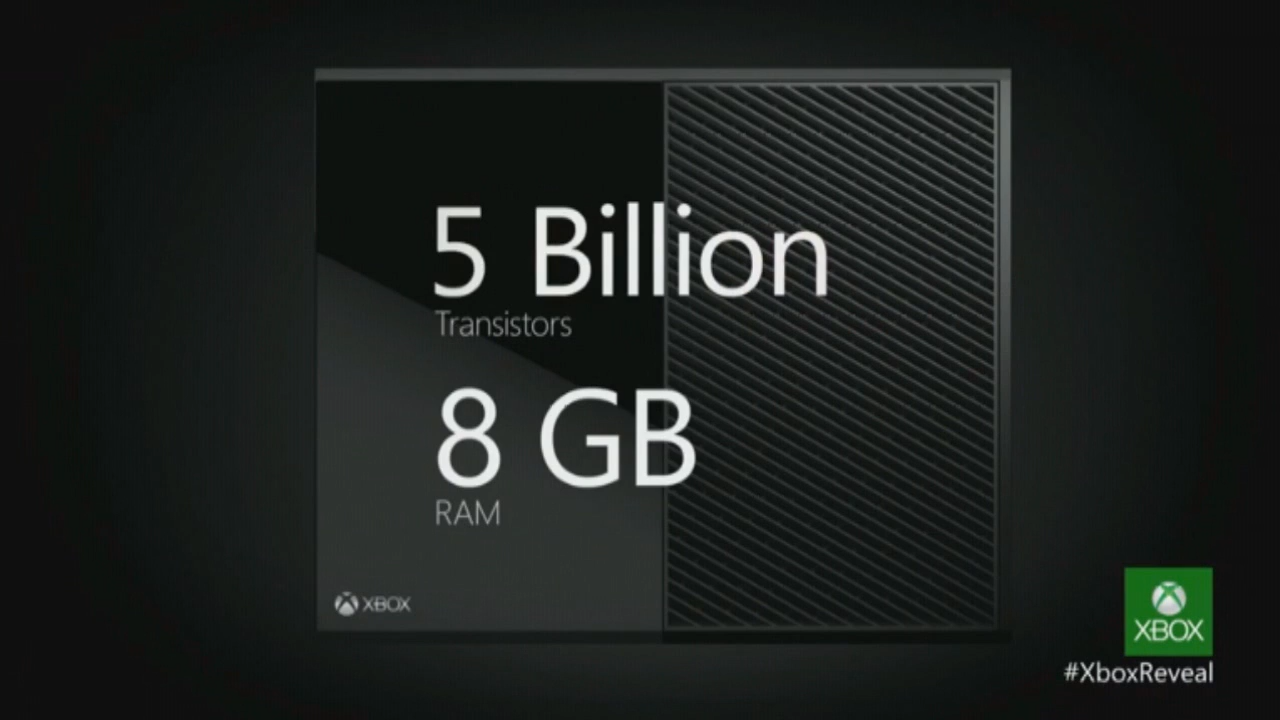 5 Billion
Transistors
8 GB
RAM
XBOX
XBOX
#XboxReveal